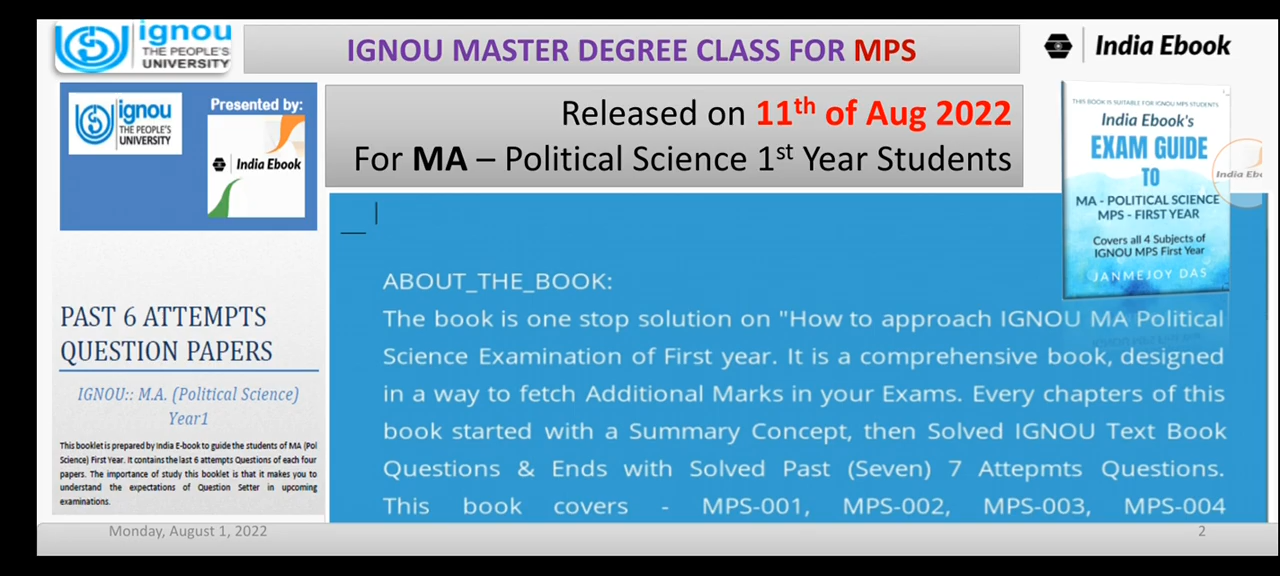 ignou
THE PEOPLE'S
UNIVERSITY
IGNOU MASTER DEGREE CLASS FOR MPS
India Ebook
ignou
THE PEOPLE'S
UNIVERSITY
Presented by:
India Ebook
Released on 11th of Aug 2022
For MA – Political Science 1st Year Students
THIS BOOK IS SUITABLE FOR IGNOU MPS STUDENTS
India Ebook's
EXAM GUIDE
TO
MA - POLITICAL SCIENCE
MPS - FIRST YEAR
Covers all 4 Subjects of
IGNOU MPS First Year
JANMEJOY DAS
PAST 6 ATTEMPTS
QUESTION PAPERS
IGNOU:: M.A. (Political Science)
Year1
This booklet is prepared by India E-book to guide the students of MA (Pol
Science) First Year. It contains the last 6 attempts Questions of each four
papers. The importance of study this booklet is that it makes you to
understand the expectations of Question Setter in upcoming
examinations.
ABOUT_THE_BOOK:
The book is one stop solution on "How to approach IGNOU MA Political
Science Examination of First year. It is a comprehensive book, designed
in a way to fetch Additional Marks in your Exams. Every chapters of this
book started with a Summary Concept, then Solved IGNOU Text Book
Questions & Ends with Solved Past (Seven) 7 Attepmts Questions.
This book covers - MPS-001, MPS-002, MPS-003, MPS-004
Monday, August 1, 2022
2